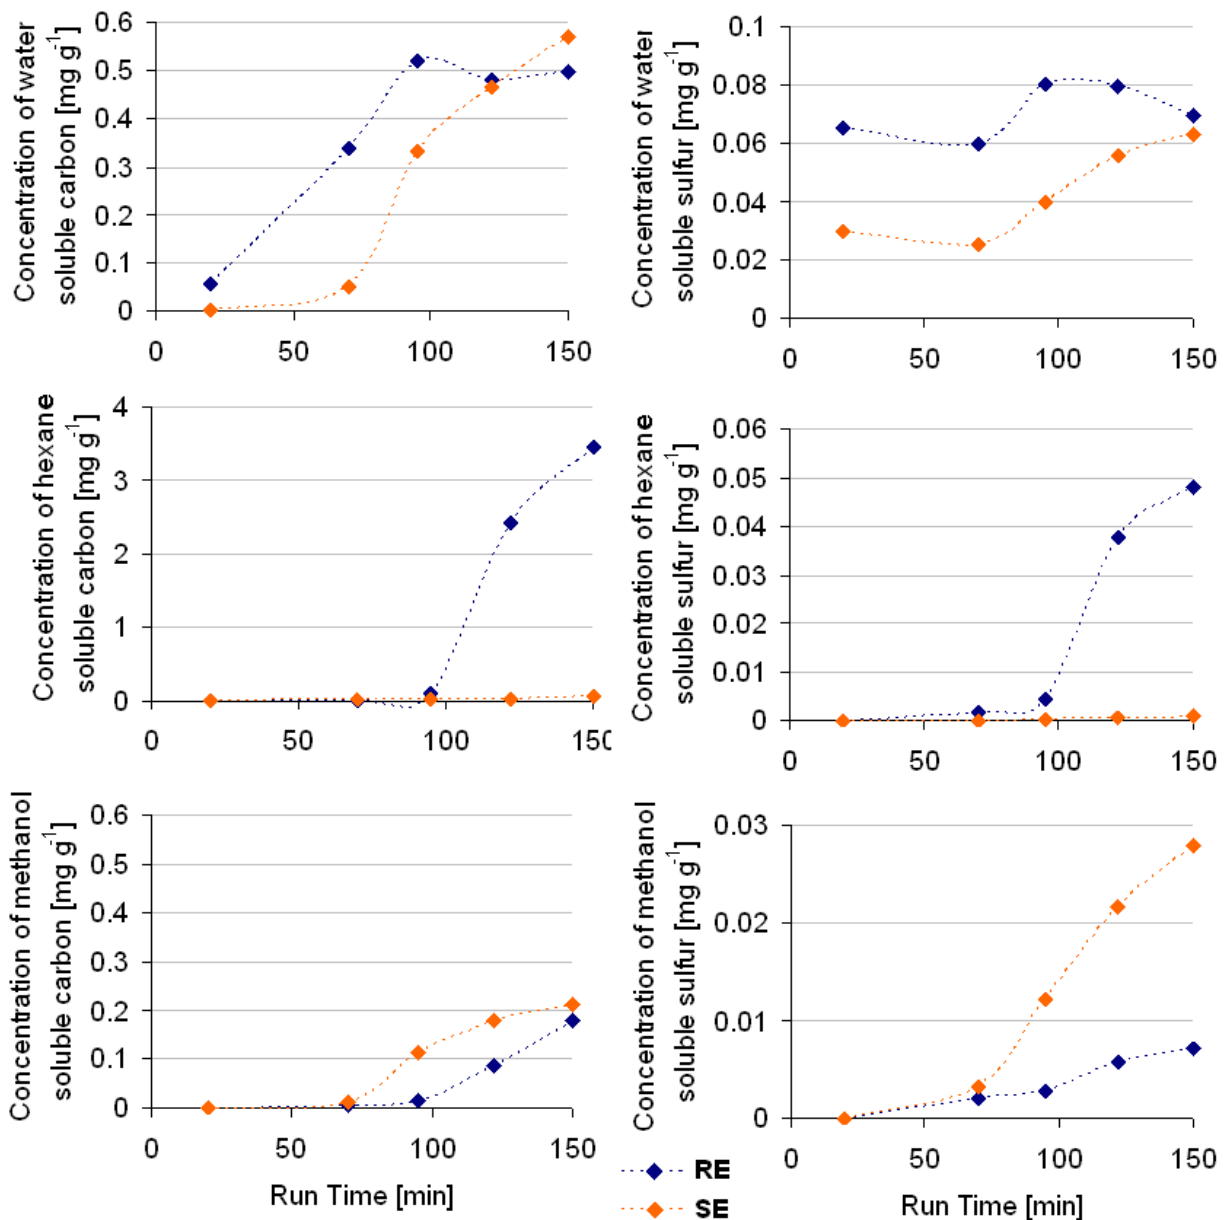 Concentration of water
soluble carbon [mg g-1]
0.6
0.5
0.4
0.3
0.2
0.1
0
0 50 100 150
Concentration of water
soluble sulfur [mg g-1]
0.1
0.08
0.06
0.04
0.02
0
0 50 100 150
Concentration of hexane
soluble carbon [mg g-1]
4
3
2
1
0
0 50 100 150
Concentration of hexane
soluble sulfur [mg g-1]
0.06
0.05
0.04
0.03
0.02
0.01
0
0 50 100 150
Concentration of methanol
soluble carbon [mg g-1]
0.6
0.5
0.4
0.3
0.2
0.1
0
0 50 100 150
Run Time [min]
Concentration of methanol
soluble sulfur [mg g-1]
0.03
0.02
0.01
0
0 50 100 150
Run Time [min]
RE
SE